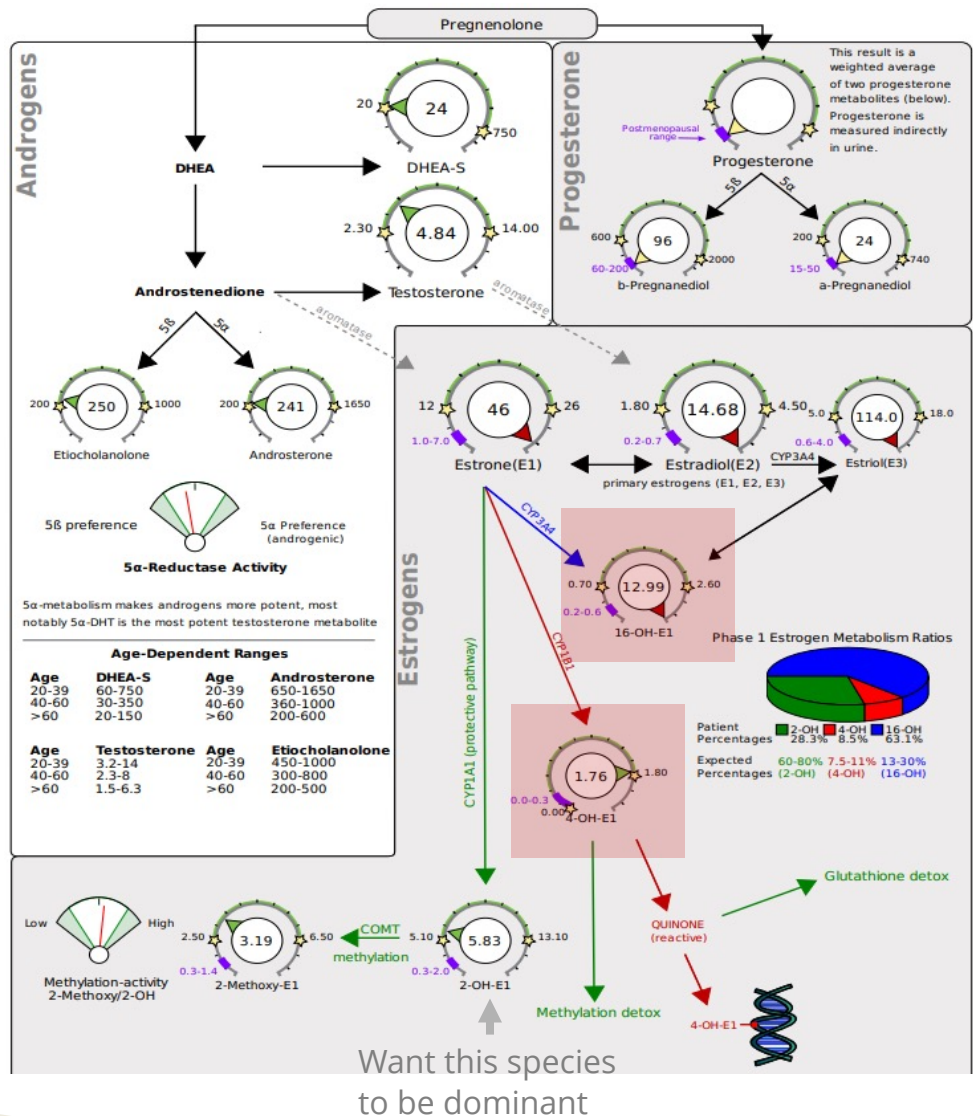 Pregnenolone
Androgens
20
24
750
DHEA-S
DHEA
2.30
4.84
14.00
Testosterone
Androstenedione
aromatase
aromatase
5ß
5α
200
250
1000
Etiocholanolone
200
241
1650
Androsterone
5ß preference
5α Preference
(androgenic)
5α-Reductase Activity
5α-metabolism makes androgens more potent, most
notably 5α-DHT is the most potent testosterone metabolite
Age-Dependent Ranges
Age DHEA-S Age Androsterone
20-39 60-750 20-39 650-1650
40-60 30-350 40-60 360-1000
>60 20-150 >60 200-600
Age Testosterone Age Etiocholanolone
20-39 3.2-14 20-39 450-1000
40-60 2.3-8 40-60 300-800
>60 1.5-6.3 >60 200-500
Progesterone
This result is a
weighted average
of two progesterone
metabolites (below).
Progesterone is
measured indirectly
in urine.
Postmenopausal
range
Progesterone
5ß
5α
600
96
2000
60-200
b-Pregnanediol
200
24
740
15-50
a-Pregnanediol
Estrogens
12
46
26
1.0-7.0
Estrone(E1)
1.80
14.68
4.50
0.2-0.7
Estradiol(E2)
CYP3A4
5.0
114.0
18.0
0.6-4.0
Estriol(E3)
primary estrogens (E1, E2, E3)
CYP3A4
0.70
12.99
2.60
0.2-0.6
16-OH-E1
CYP1B1
CYP1A1 (protective pathway)
Phase 1 Estrogen Metabolism Ratios
Patient
Percentages
2-OH 4-OH 16-OH
28.3% 8.5% 63.1%
Expected
Percentages
60-80% 7.5-11% 13-30%
(2-OH) (4-OH) (16-OH)
1.76
1.80
0.0-0.3
0.00
4-OH-E1
Glutathione detox
QUINONE
(reactive)
Methylation detox
4-OH-E1
Low
High
Methylation-activity
2-Methoxy/2-OH
2.50
3.19
6.50
0.3-1.4
2-Methoxy-E1
COMT
methylation
5.10
5.83
13.10
0.3-2.0
2-OH-E1
Want this species
to be dominant